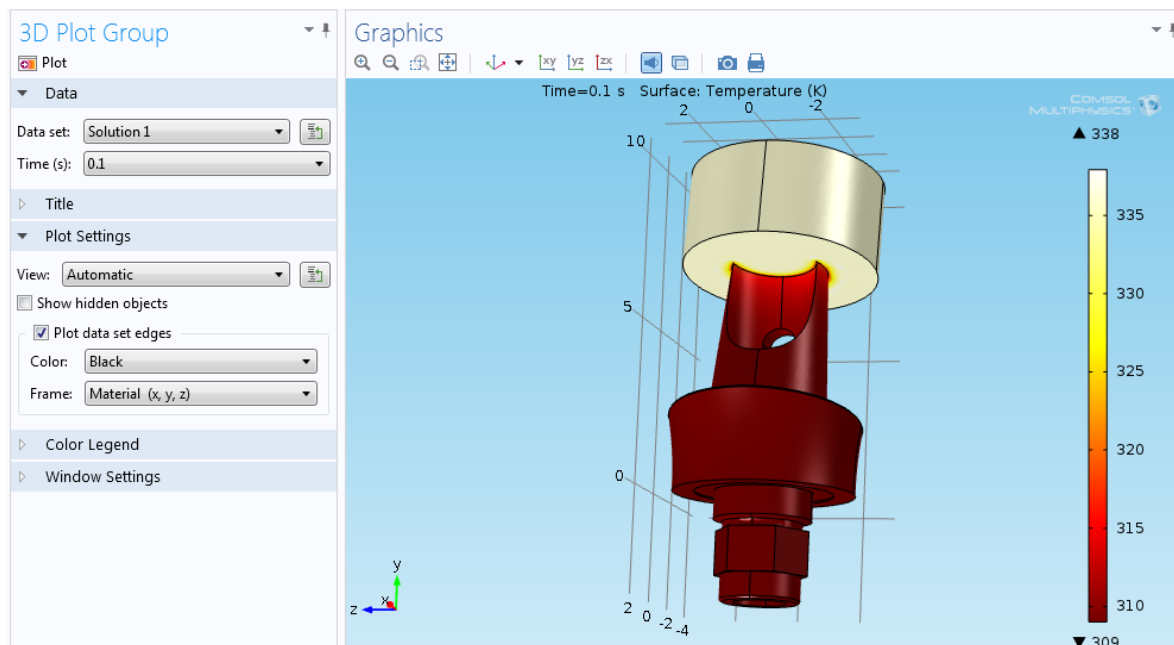 3D Plot Group
Plot
Data
Data set: Solution 1
Time (s): 0.1
Title
Plot Settings
View: Automatic
Show hidden objects
Plot data set edges
Color: Black
Frame: Material (x, y, z)
Color Legend
Window Settings
Graphics
xy yz zx
Time=0.1 s Surface: Temperature (K)
COMSOL
MULTIPHYSICS
2 0 -2
10
5
0
2 0 -2 -4
y
x
z
▲ 338
335
330
325
320
315
310
▼ 309